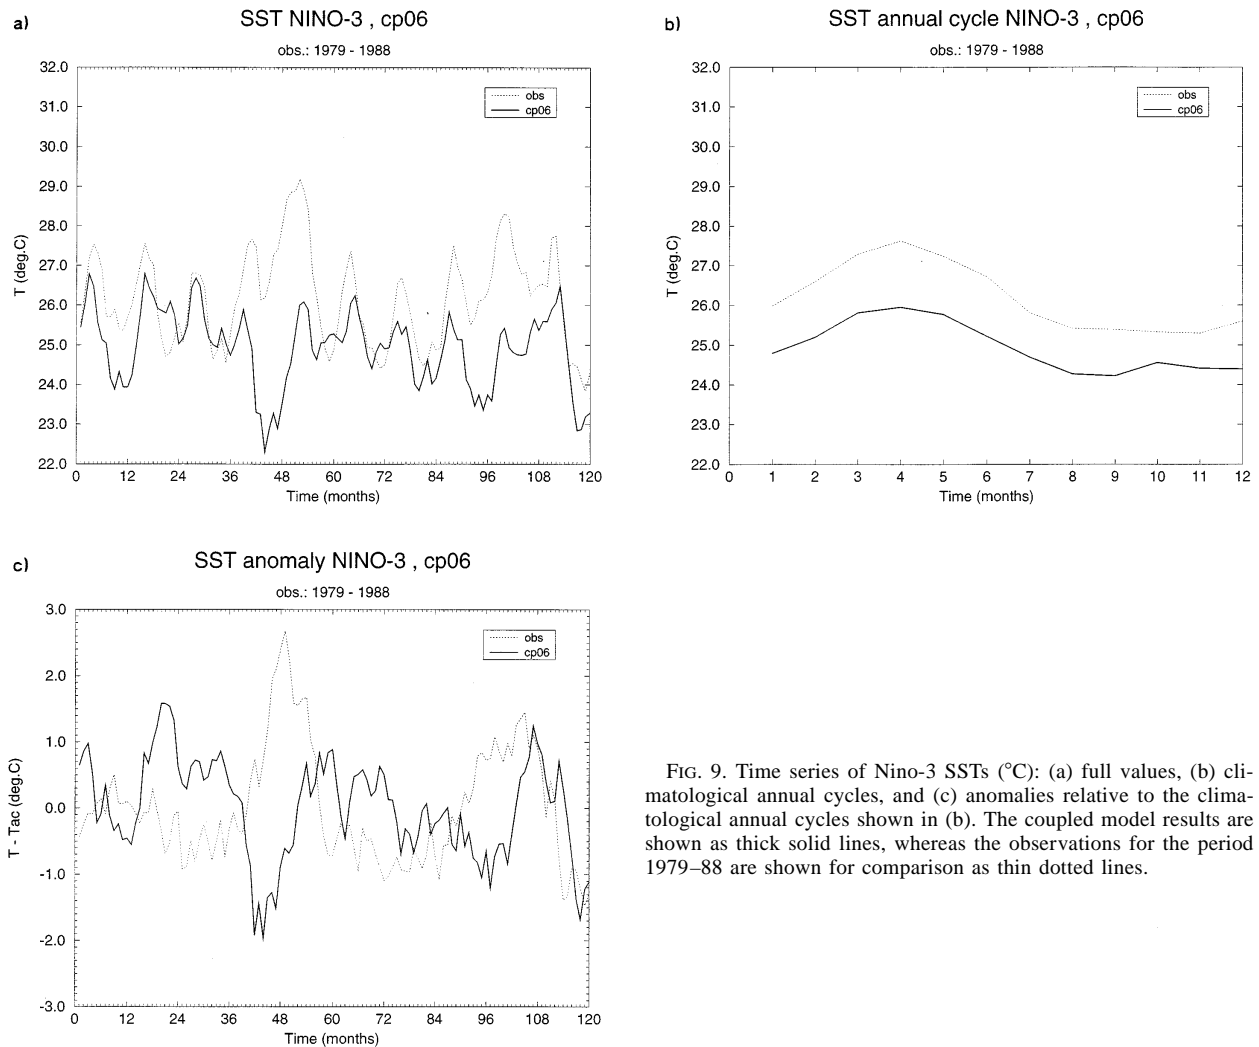 a)
SST NINO-3 , cp06
obs.: 1979 - 1988
32.0
31.0
30.0
29.0
28.0
27.0
26.0
25.0
24.0
23.0
22.0
T (deg.C)
obs
cp06
0 12 24 36 48 60 72 84 96 108 120
Time (months)
b)
SST annual cycle NINO-3 , cp06
obs.: 1979 - 1988
32.0
31.0
30.0
29.0
28.0
27.0
26.0
25.0
24.0
23.0
22.0
T (deg.C)
obs
cp06
0 1 2 3 4 5 6 7 8 9 10 11 12
Time (months)
c)
SST anomaly NINO-3 , cp06
obs.: 1979 - 1988
3.0
2.0
1.0
0.0
-1.0
-2.0
-3.0
T - Tac (deg.C)
obs
cp06
0 12 24 36 48 60 72 84 96 108 120
Time (months)
FIG. 9. Time series of Nino-3 SSTs (°C): (a) full values, (b) cli-
matological annual cycles, and (c) anomalies relative to the clima-
tological annual cycles shown in (b). The coupled model results are
shown as thick solid lines, whereas the observations for the period
1979–88 are shown for comparison as thin dotted lines.